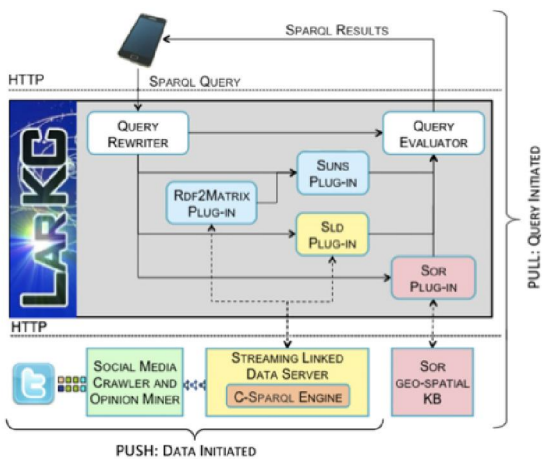 SPARQL RESULTS
HTTP
SPARQL QUERY
QUERY
REWRITER
QUERY
EVALUATOR
SUNS
PLUG-IN
RDF2MATRIX
PLUG-IN
SLD
PLUG-IN
SOR
PLUG-IN
LARKC
PULL: QUERY INITIATED
HTTP
SOCIAL MEDIA
CRAWLER AND
OPINION MINER
STREAMING LINKED
DATA SERVER
C-SPARQL ENGINE
SOR
GEO-SPATIAL
KB
PUSH: DATA INITIATED